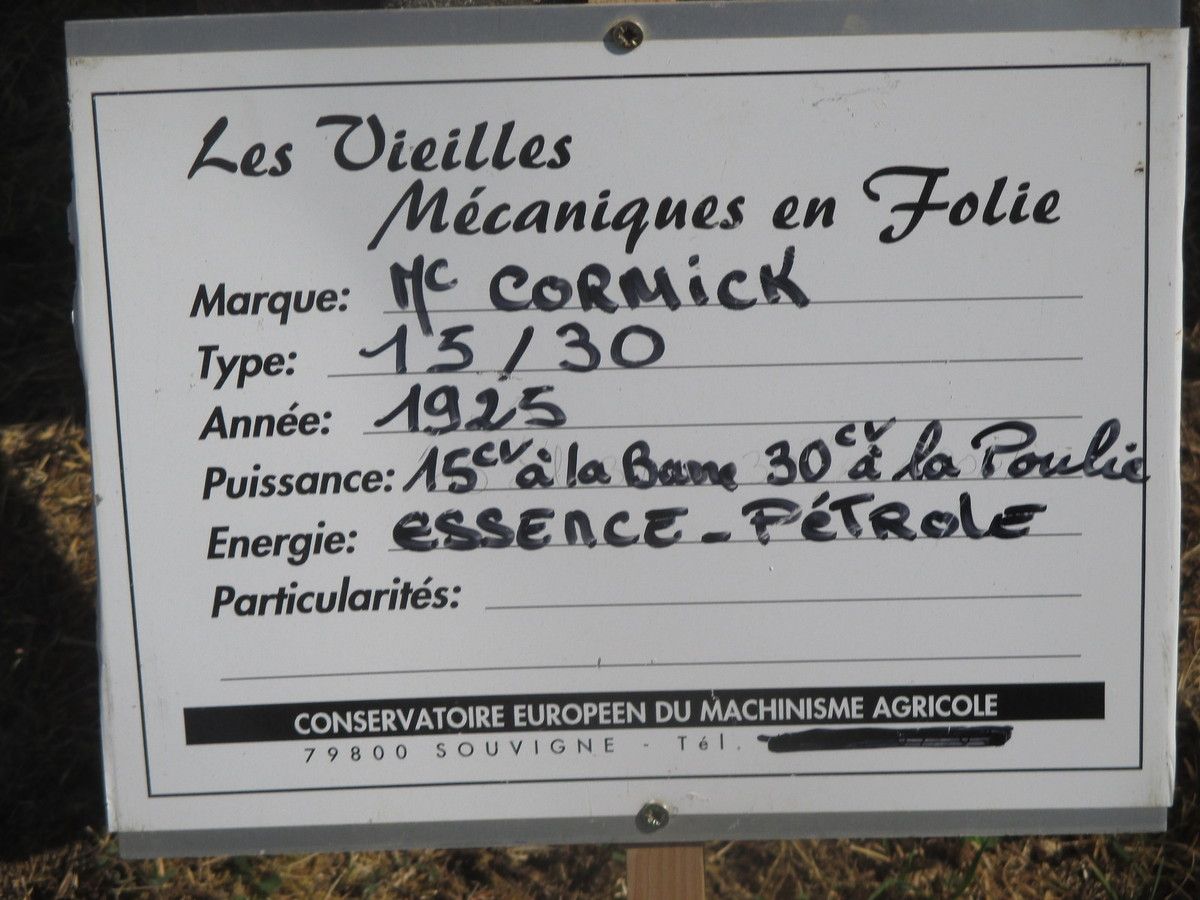 Les Vieilles
Mécaniques en Folie
Marque: Mc CORMiCK
Type: 15/30
Année: 1925
Puissance: 15cv à la Barre 30cv à la Poulie
Energie: ESSENCE - PéTROLE
Particularités:
CONSERVATOIRE EUROPEEN DU MACHINISME AGRICOLE
79800 SOUVIGNE - Tél.